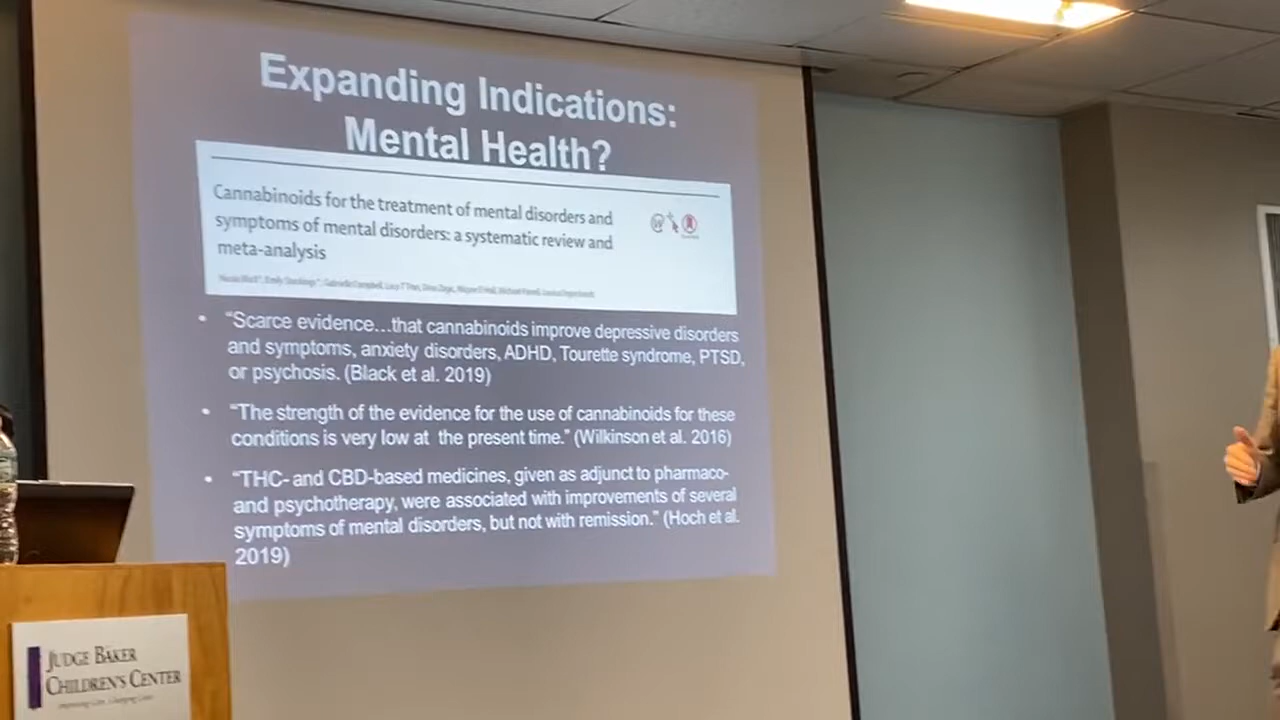 Expanding Indications:
Mental Health?
Cannabinoids for the treatment of mental disorders and
symptoms of mental disorders: a systematic review and
meta-analysis
• “Scarce evidence…that cannabinoids improve depressive disorders
and symptoms, anxiety disorders, ADHD, Tourette syndrome, PTSD,
or psychosis. (Black et al. 2019)
• “The strength of the evidence for the use of cannabinoids for these
conditions is very low at the present time.” (Wilkinson et al. 2016)
• “THC- and CBD-based medicines, given as adjunct to pharmaco-
and psychotherapy, were associated with improvements of several
symptoms of mental disorders, but not with remission.” (Hoch et al.
2019)
JUDGE BAKER
CHILDREN'S CENTER